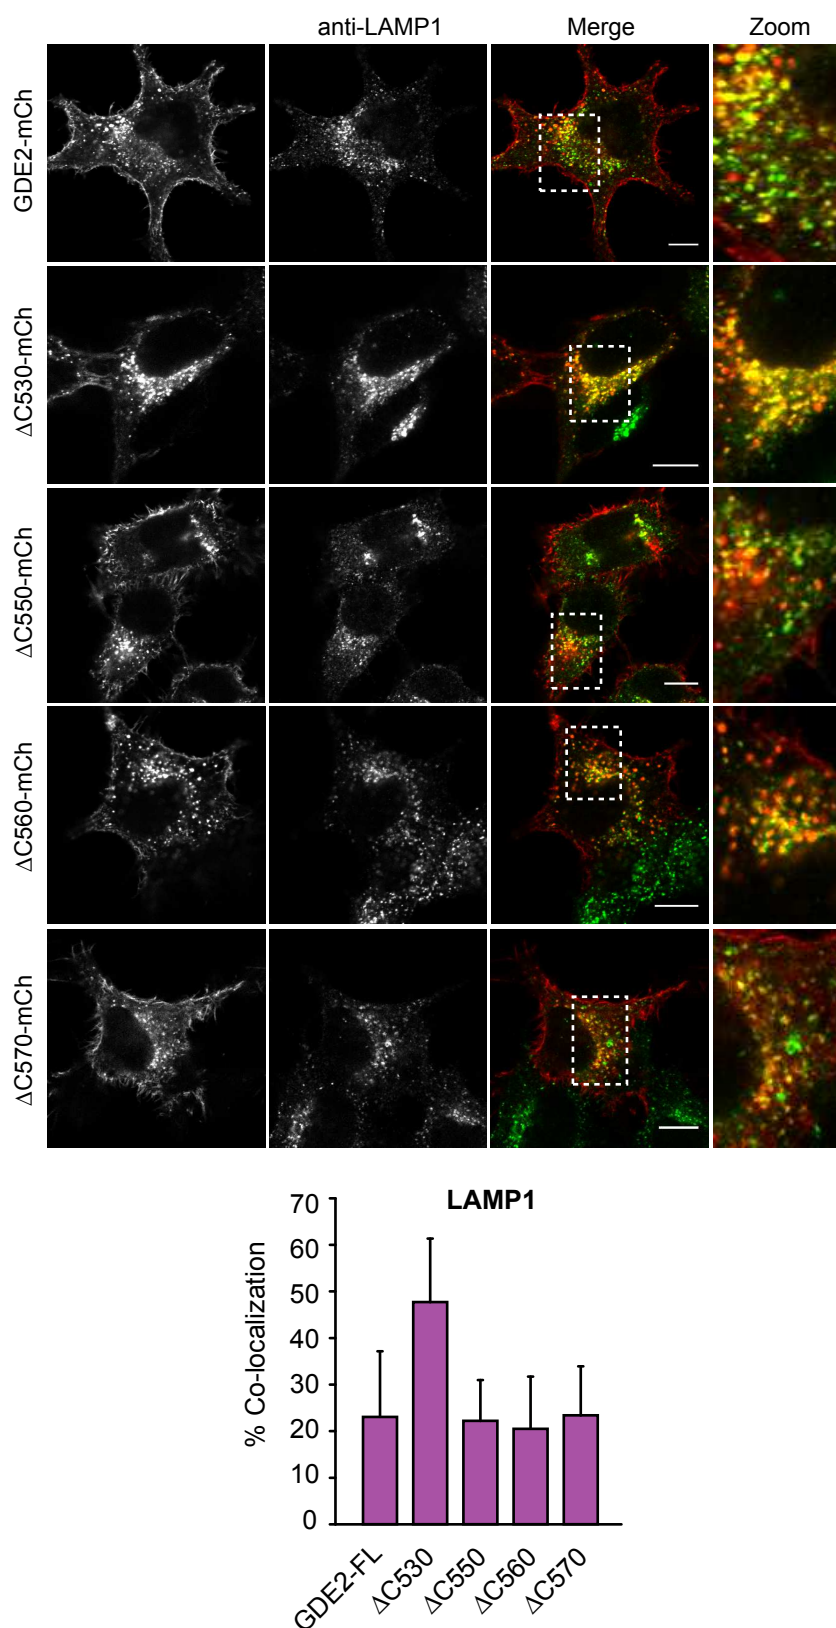 anti-LAMP1 Merge Zoom
GDE2-mCh
ΔC530-mCh
ΔC550-mCh
ΔC560-mCh
ΔC570-mCh
LAMP1
% Co-localization
70
60
50
40
30
20
10
0
GDE2-FL
ΔC530
ΔC550
ΔC560
ΔC570